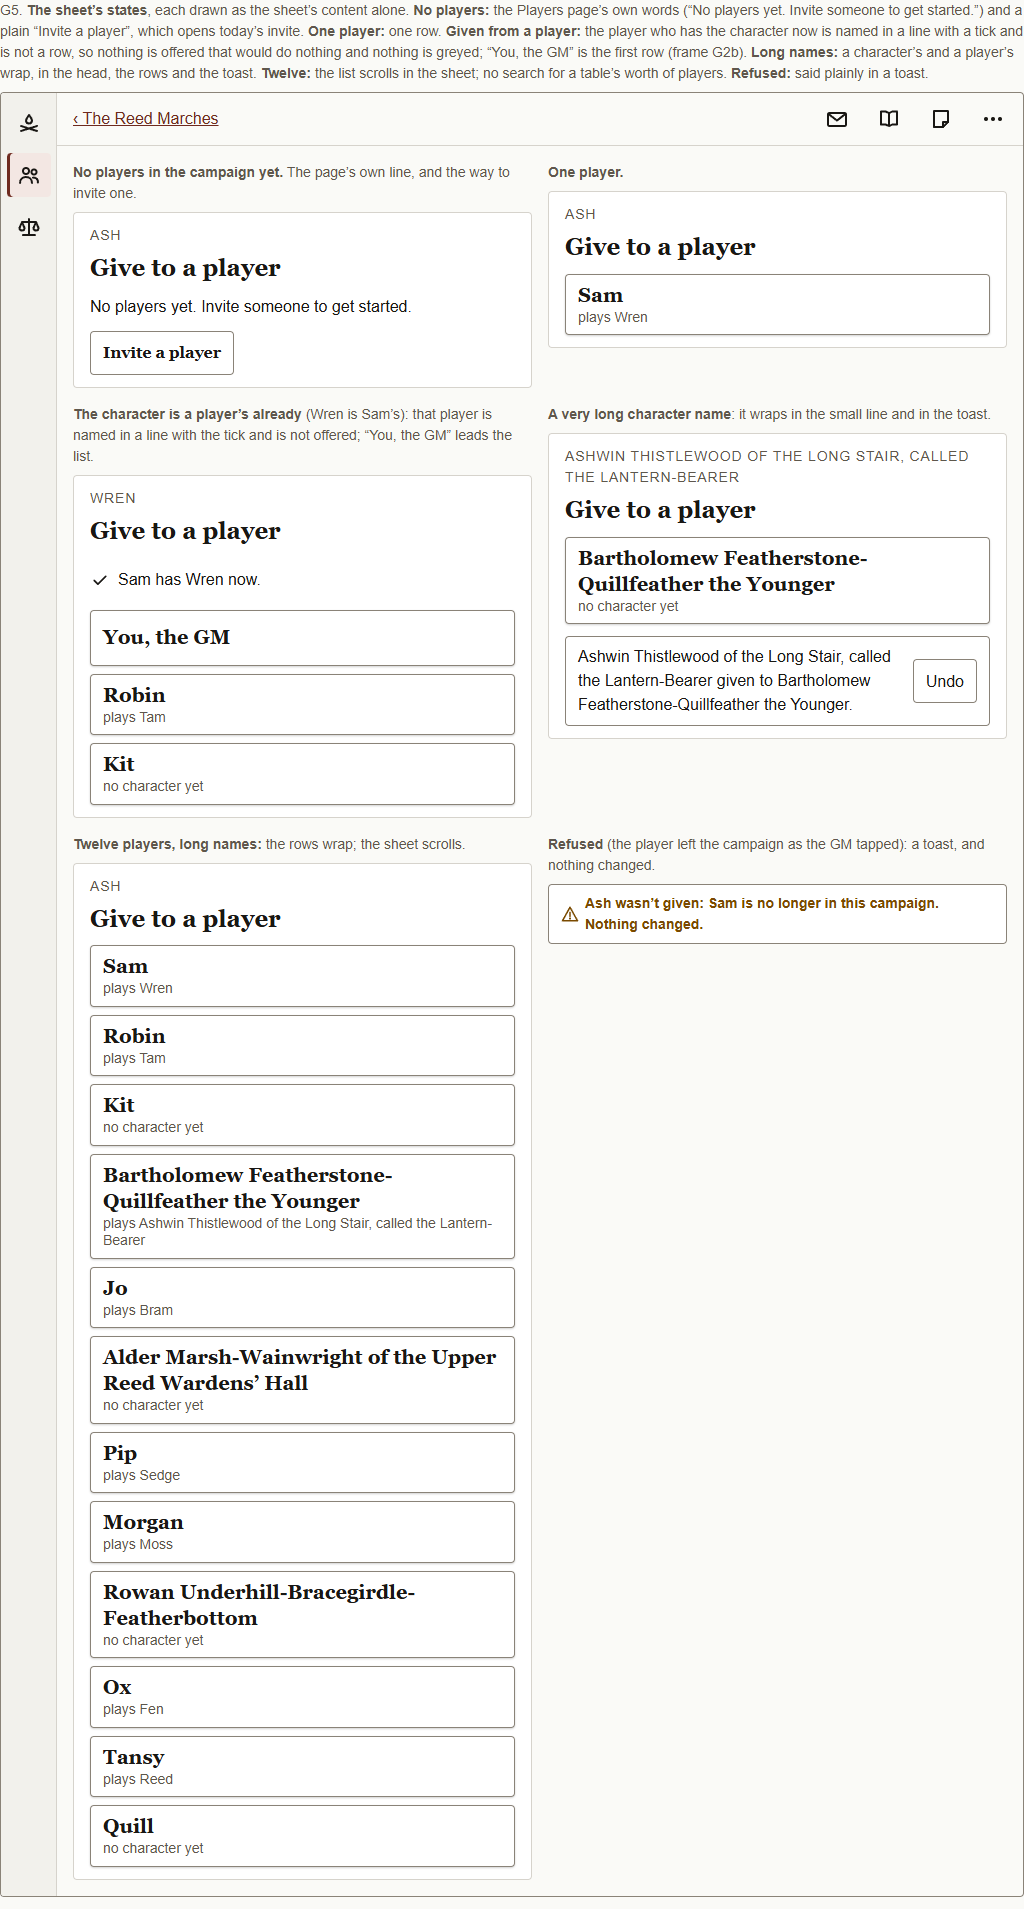 G5. The sheet’s states, each drawn as the sheet’s content alone. No players: the Players page’s own words (“No players yet. Invite someone to get started.”) and a
plain “Invite a player”, which opens today’s invite. One player: one row. Given from a player: the player who has the character now is named in a line with a tick and
is not a row, so nothing is offered that would do nothing and nothing is greyed; “You, the GM” is the first row (frame G2b). Long names: a character’s and a player’s
wrap, in the head, the rows and the toast. Twelve: the list scrolls in the sheet; no search for a table’s worth of players. Refused: said plainly in a toast.
‹ The Reed Marches
No players in the campaign yet. The page’s own line, and the way to
invite one.
ASH
Give to a player
No players yet. Invite someone to get started.
Invite a player
One player.
ASH
Give to a player
Sam
plays Wren
The character is a player’s already (Wren is Sam’s): that player is
named in a line with the tick and is not offered; “You, the GM” leads the
list.
WREN
Give to a player
Sam has Wren now.
You, the GM
Robin
plays Tam
Kit
no character yet
A very long character name: it wraps in the small line and in the toast.
ASHWIN THISTLEWOOD OF THE LONG STAIR, CALLED
THE LANTERN-BEARER
Give to a player
Bartholomew Featherstone-
Quillfeather the Younger
no character yet
Ashwin Thistlewood of the Long Stair, called
the Lantern-Bearer given to Bartholomew
Featherstone-Quillfeather the Younger.
Undo
Twelve players, long names: the rows wrap; the sheet scrolls.
ASH
Give to a player
Sam
plays Wren
Robin
plays Tam
Kit
no character yet
Bartholomew Featherstone-
Quillfeather the Younger
plays Ashwin Thistlewood of the Long Stair, called the Lantern-
Bearer
Jo
plays Bram
Alder Marsh-Wainwright of the Upper
Reed Wardens’ Hall
no character yet
Pip
plays Sedge
Morgan
plays Moss
Rowan Underhill-Bracegirdle-
Featherbottom
no character yet
Ox
plays Fen
Tansy
plays Reed
Quill
no character yet
Refused (the player left the campaign as the GM tapped): a toast, and
nothing changed.
Ash wasn’t given: Sam is no longer in this campaign.
Nothing changed.